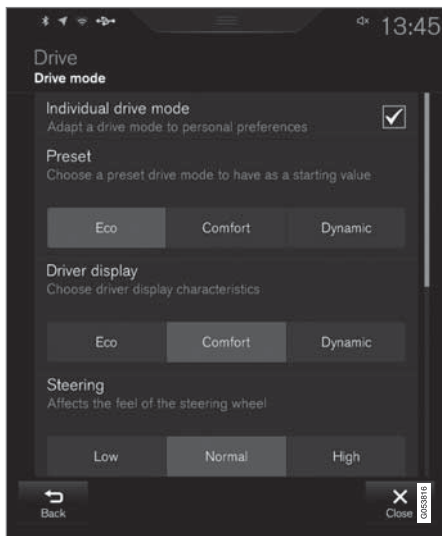 13:45
Drive
Drive mode
Individual drive mode
Adapt a drive mode to personal preferences
Preset
Choose a preset drive mode to have as a starting value
Eco Comfort Dynamic
Driver display
Choose driver display characteristics
Eco Comfort Dynamic
Steering
Affects the feel of the steering wheel
Low Normal High
Back Close
G053816